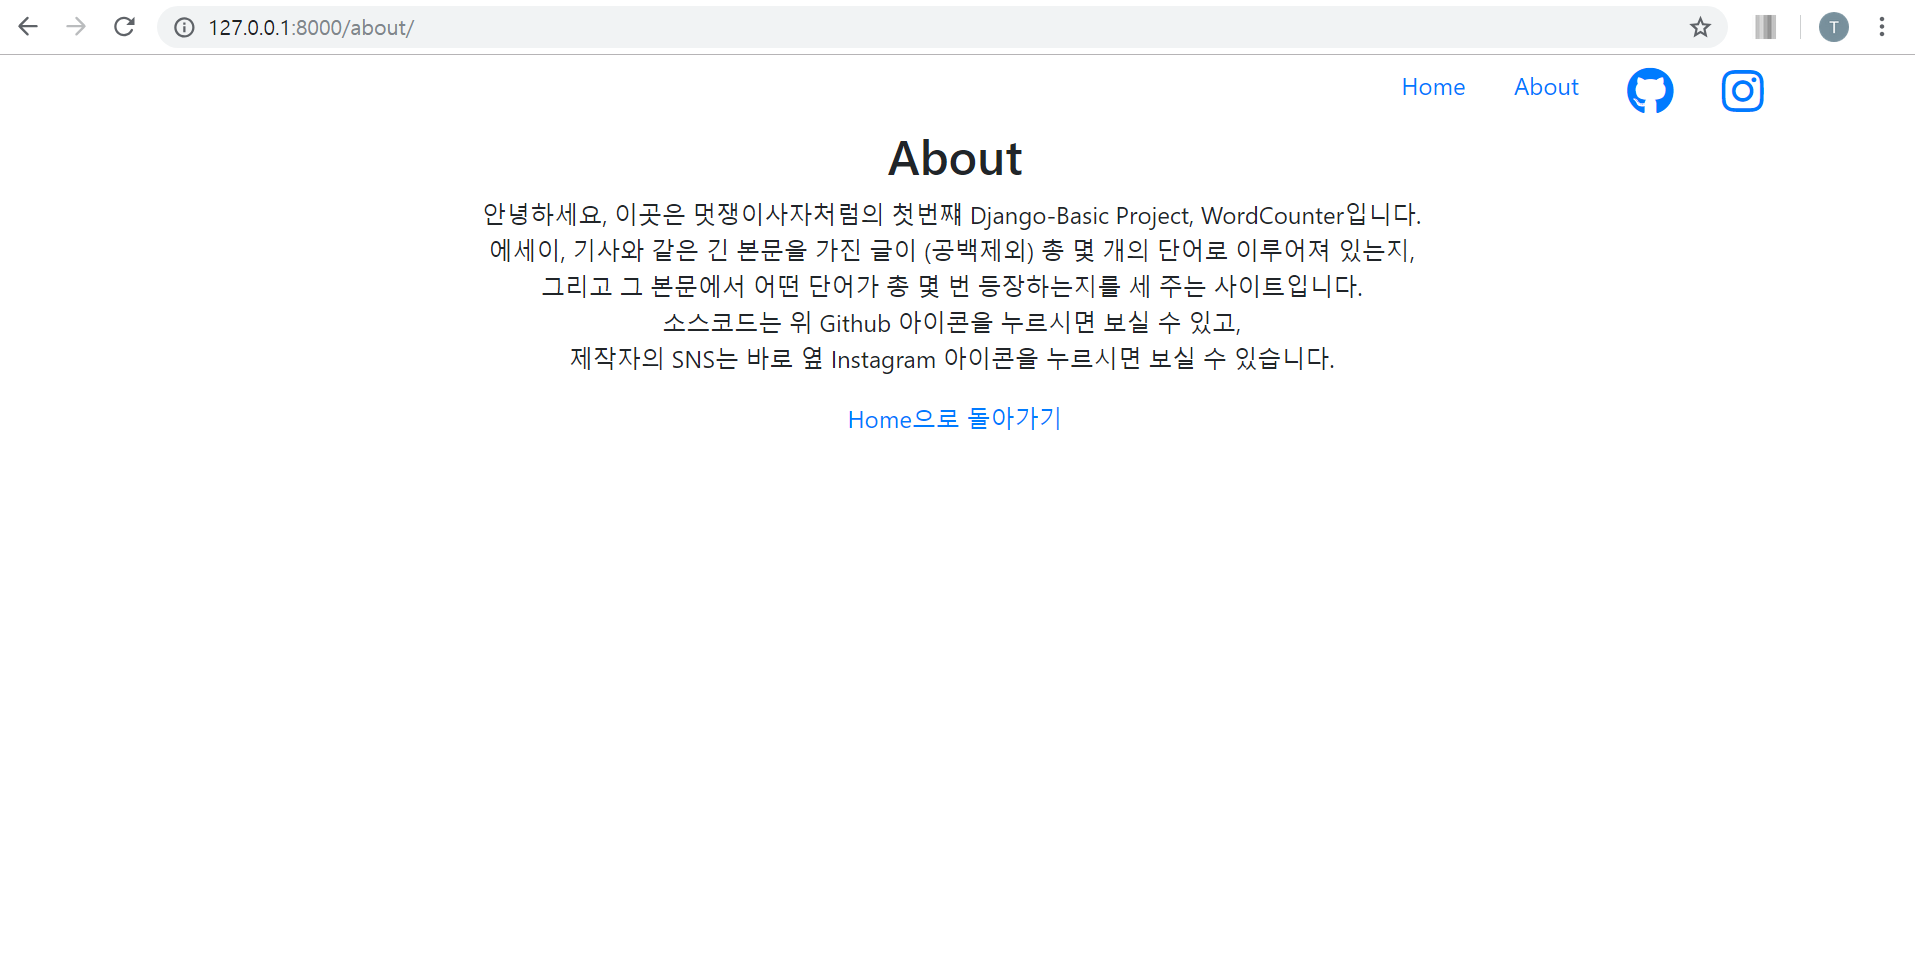 127.0.0.1:8000/about/
T
Home About
About
안녕하세요, 이곳은 멋쟁이사자처럼의 첫번쨰 Django-Basic Project, WordCounter입니다.
에세이, 기사와 같은 긴 본문을 가진 글이 (공백제외) 총 몇 개의 단어로 이루어져 있는지,
그리고 그 본문에서 어떤 단어가 총 몇 번 등장하는지를 세 주는 사이트입니다.
소스코드는 위 Github 아이콘을 누르시면 보실 수 있고,
제작자의 SNS는 바로 옆 Instagram 아이콘을 누르시면 보실 수 있습니다.
Home으로 돌아가기